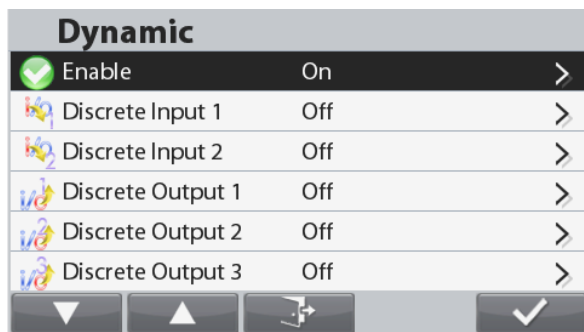 Dynamic
Enable On
Discrete Input 1 Off
Discrete Input 2 Off
Discrete Output 1 Off
Discrete Output 2 Off
Discrete Output 3 Off